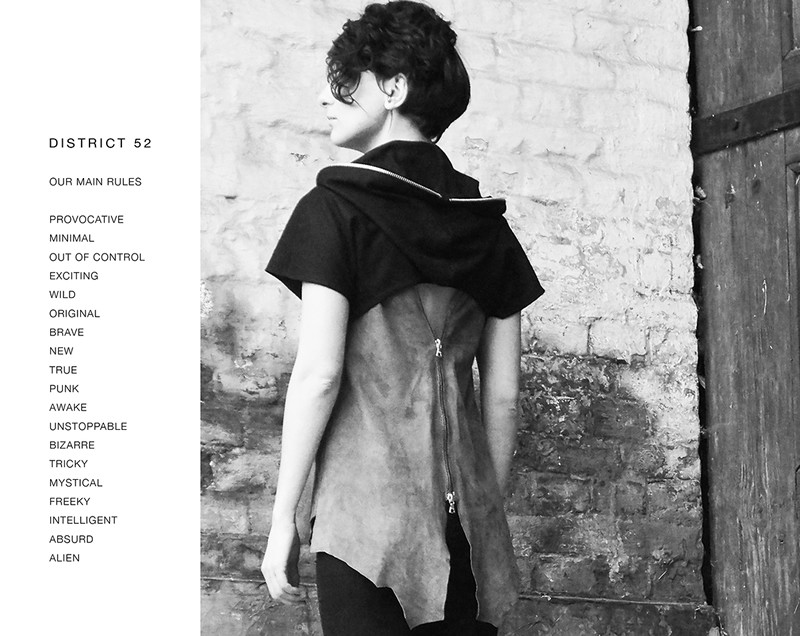 DISTRICT 52
OUR MAIN RULES
PROVOCATIVE
MINIMAL
OUT OF CONTROL
EXCITING
WILD
ORIGINAL
BRAVE
NEW
TRUE
PUNK
AWAKE
UNSTOPPABLE
BIZARRE
TRICKY
MYSTICAL
FREEKY
INTELLIGENT
ABSURD
ALIEN